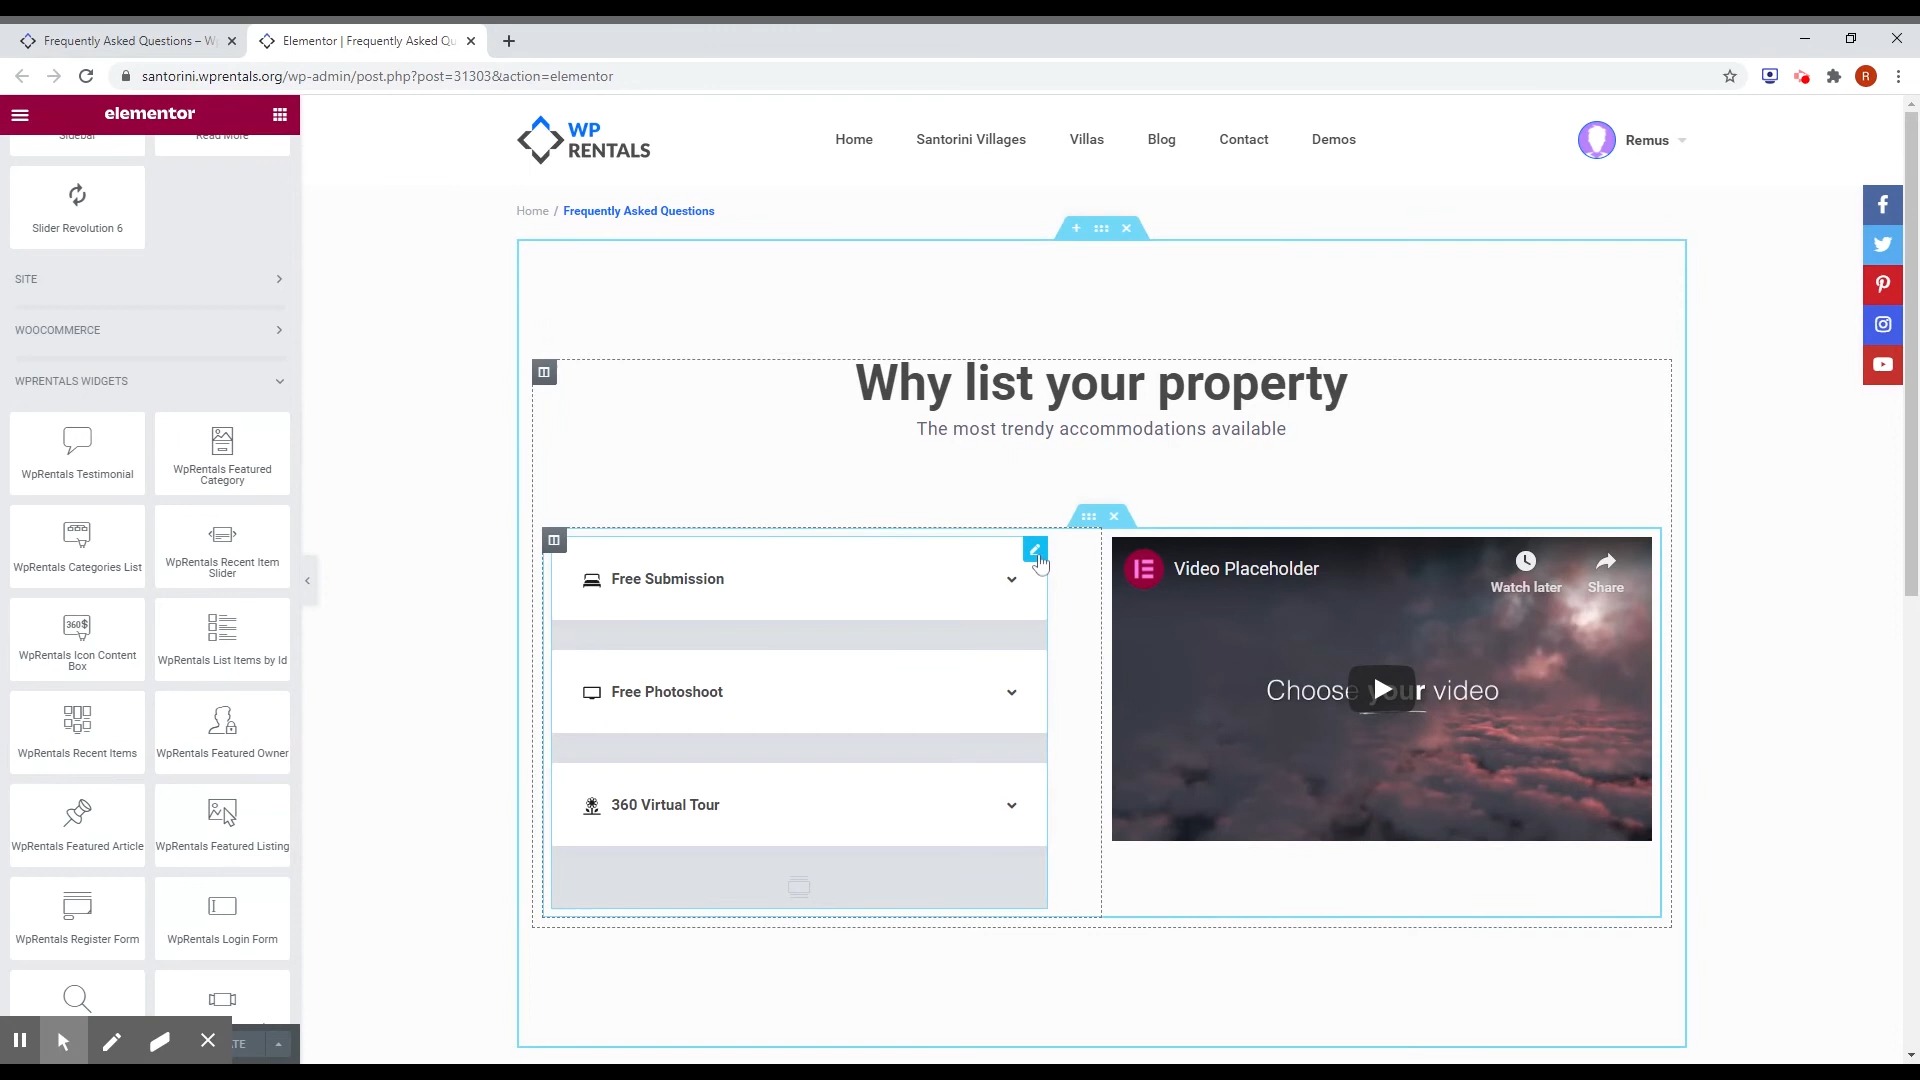 Frequently Asked Questions – W
Elementor | Frequently Asked Qu
santorini.wprentals.org/wp-admin/post.php?post=31303&action=elementor
R
elementor
Sidebar
Read More
Slider Revolution 6
SITE
WOOCOMMERCE
WPRENTALS WIDGETS
WpRentals Testimonial
WpRentals Featured
Category
WpRentals Categories List
WpRentals Recent Item
Slider
360$
WpRentals Icon Content
Box
WpRentals List Items by Id
WpRentals Recent Items
WpRentals Featured Owner
WpRentals Featured Article
WpRentals Featured Listing
WpRentals Register Form
WpRentals Login Form
WP
RENTALS
Home
Santorini Villages
Villas
Blog
Contact
Demos
Remus
Home / Frequently Asked Questions
Why list your property
The most trendy accommodations available
Free Submission
Free Photoshoot
360 Virtual Tour
Video Placeholder
Watch later
Share
Choose your video